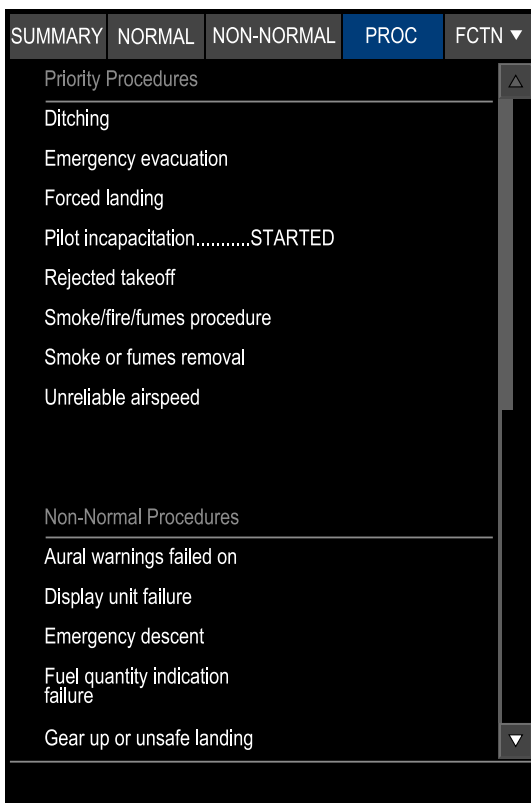 SUMMARY NORMAL NON-NORMAL PROC FCTN ▼
Priority Procedures
Ditching
Emergency evacuation
Forced landing
Pilot incapacitation...........STARTED
Rejected takeoff
Smoke/fire/fumes procedure
Smoke or fumes removal
Unreliable airspeed
Non-Normal Procedures
Aural warnings failed on
Display unit failure
Emergency descent
Fuel quantity indication
failure
Gear up or unsafe landing